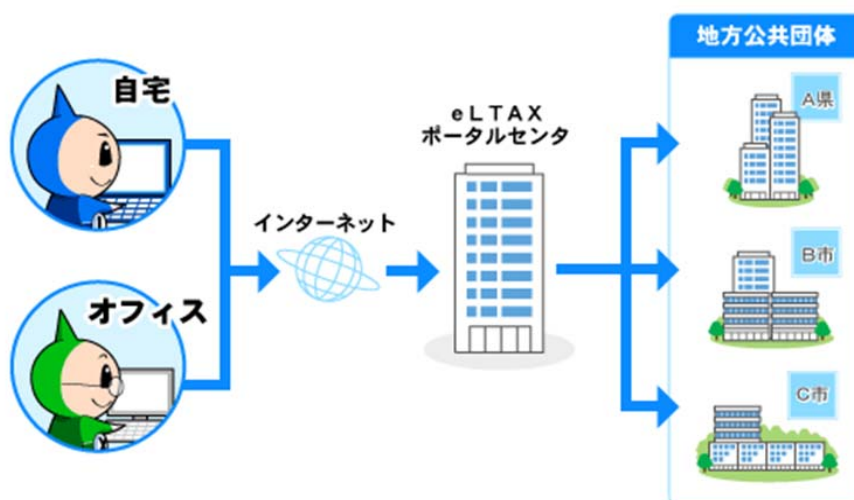 自宅
オフィス
インターネット
eLTAX
ポータルセンタ
地方公共団体
A県
B市
C市